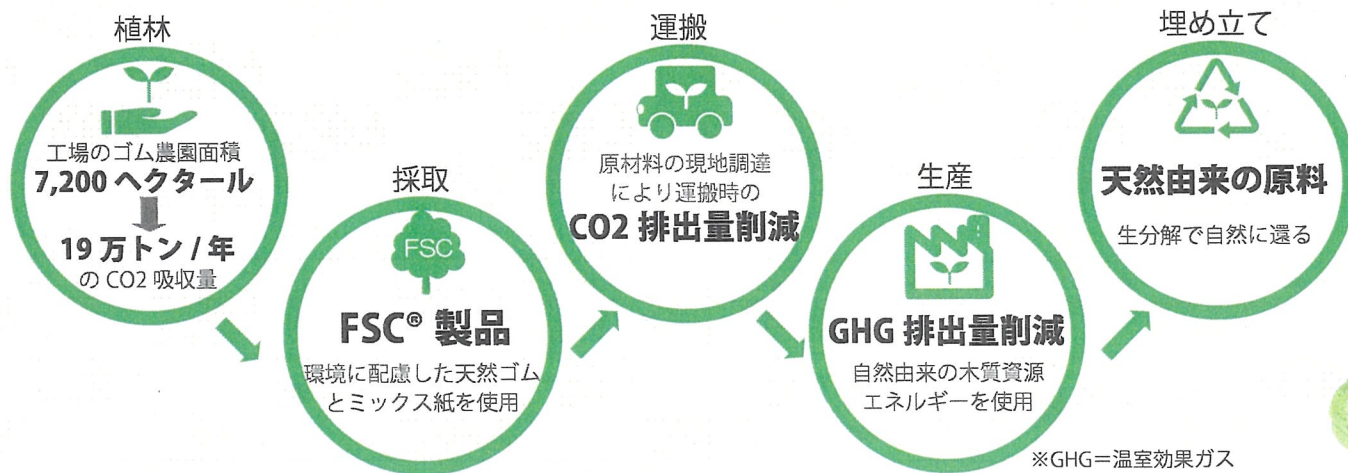 植林
工場のゴム農園面積
7,200 ヘクタール
19 万トン / 年
の CO2 吸収量
採取
FSC
FSC® 製品
環境に配慮した天然ゴム
とミックス紙を使用
運搬
原材料の現地調達
により運搬時の
CO2 排出量削減
生産
GHG 排出量削減
自然由来の木質資源
エネルギーを使用
埋め立て
天然由来の原料
生分解で自然に還る
※GHG＝温室効果ガス